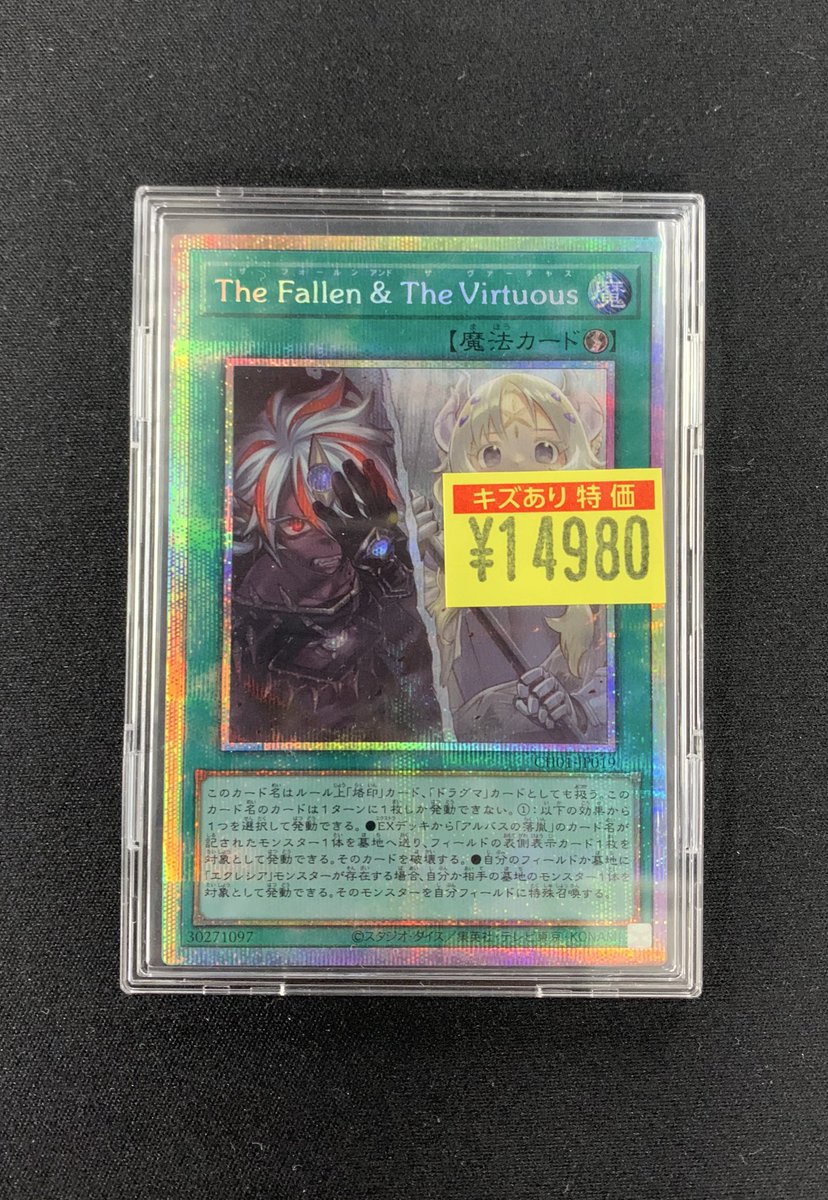 ザ・フォールン アンド ザ ヴァーチャス
The Fallen & The Virtuous 魔
【魔法カード】
キズあり 特価
¥14980
CH01-JP019
このカード名はルール上「烙印」カード、「ドラグマ」カードとしても扱う。この
カード名のカードは1ターンに1枚しか発動できない。①:以下の効果から
1つを選択して発動できる。●EXデッキから「アルバスの落胤」のカード名が
記されたモンスター1体を墓地へ送り、フィールドの表側表示カード1枚を
対象として発動できる。そのカードを破壊する。●自分のフィールドか墓地に
「エクレシア」モンスターが存在する場合、自分か相手の墓地のモンスター1体を
対象として発動できる。そのモンスターを自分フィールドに特殊召喚する。
30271097
©スタジオ・ダイス/集英社・テレビ東京・KONAMI